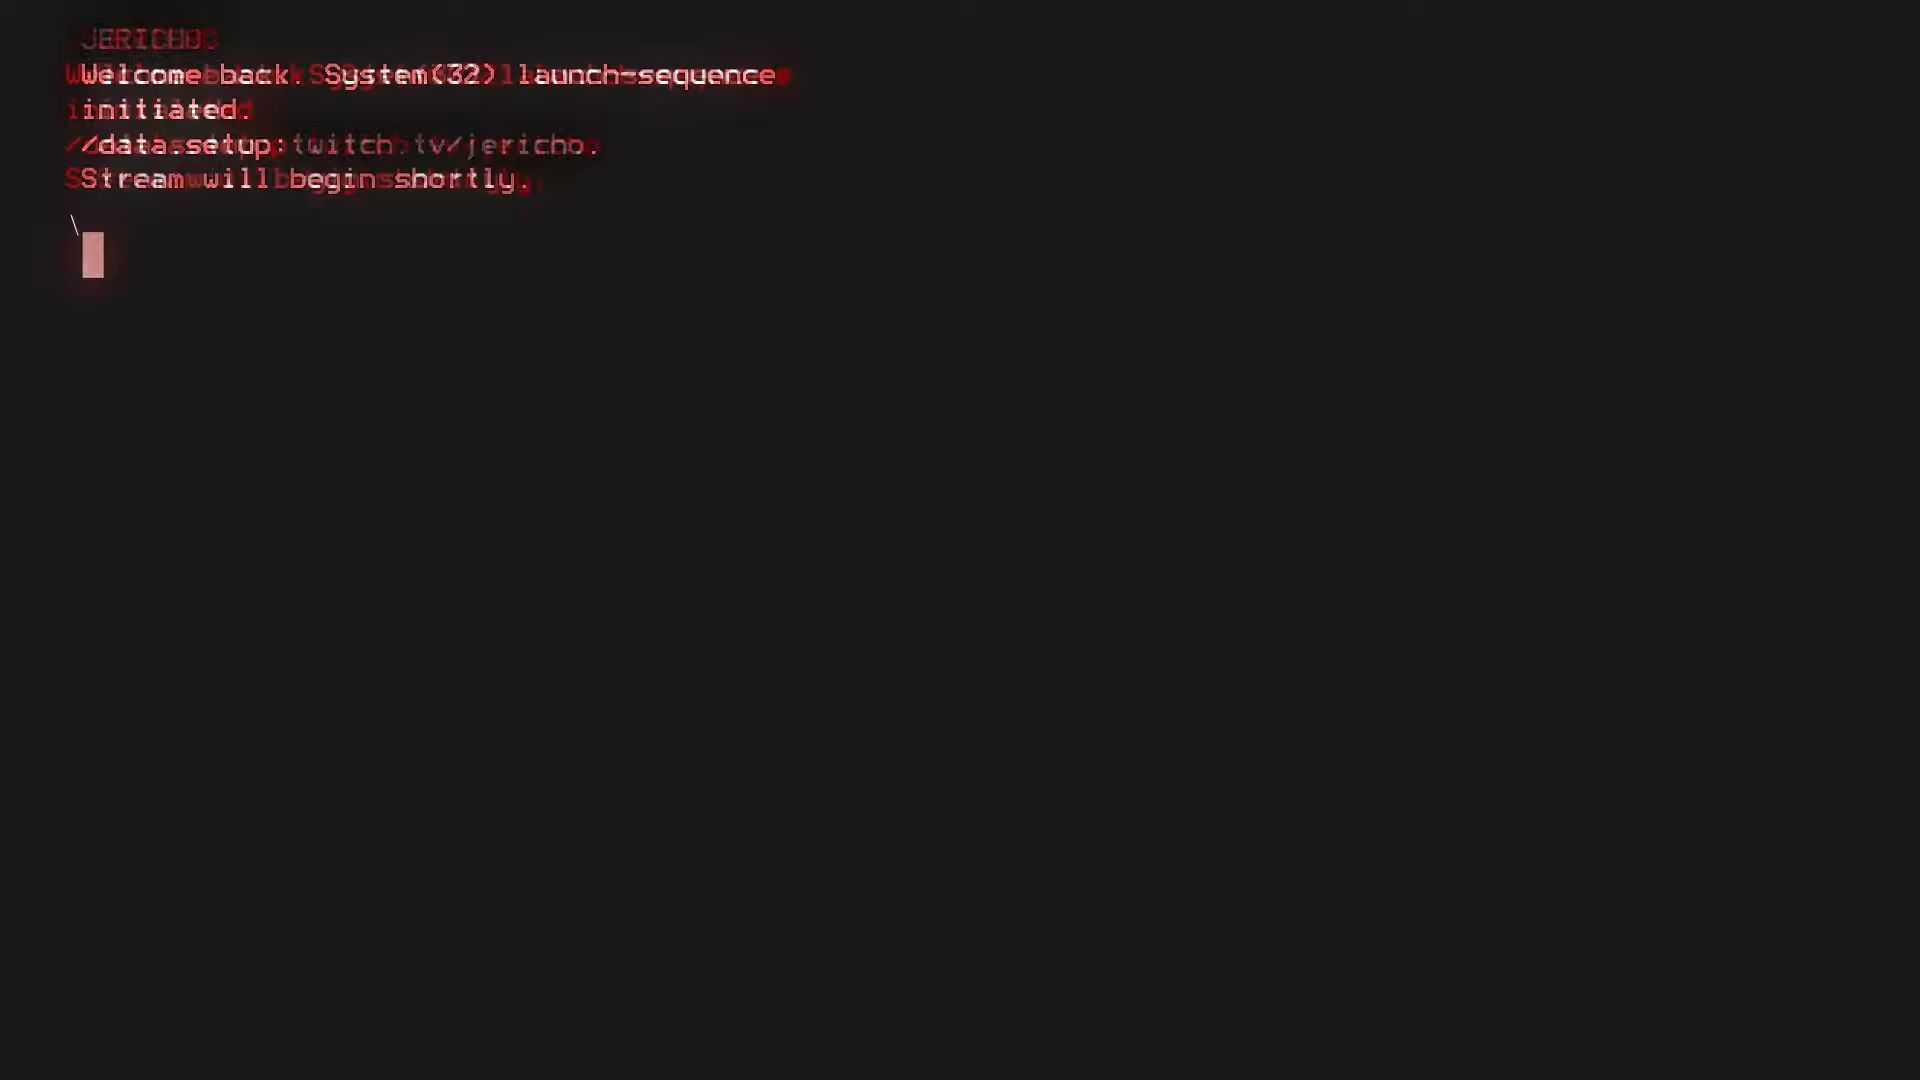 JERICHO
Welcome back. System(32) launch-sequence
initiated.
//data.setup:twitch.tv/jericho.
Stream will begin shortly.
\